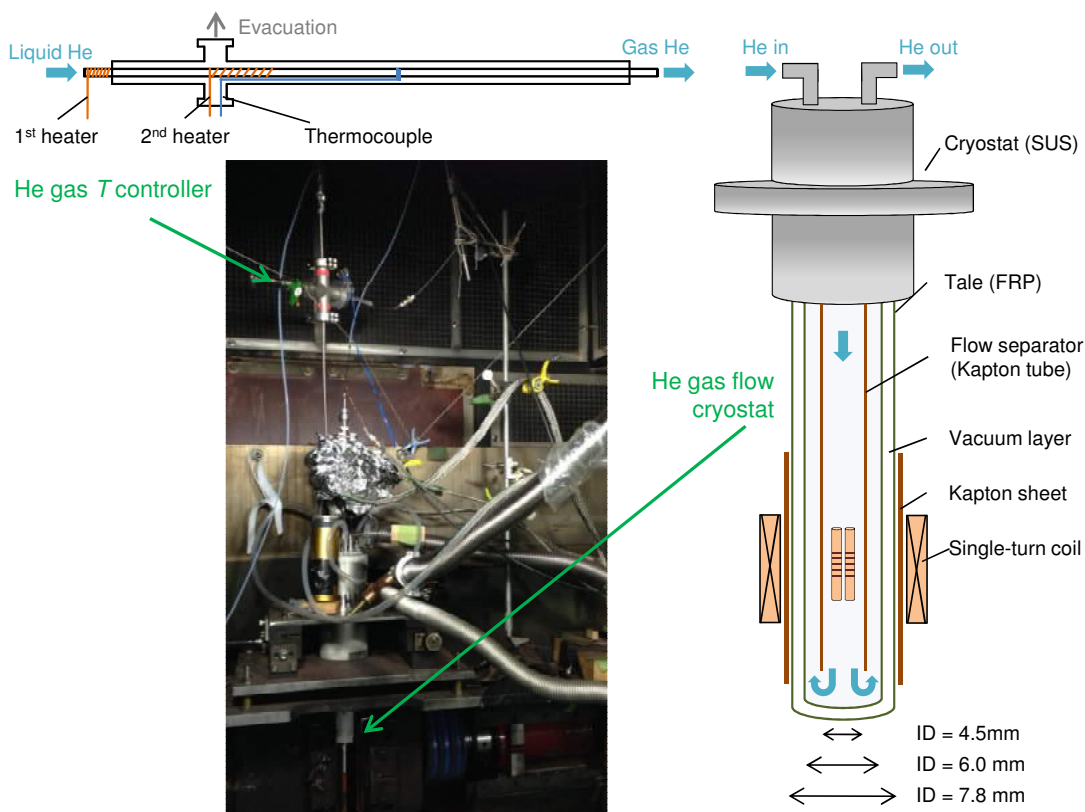 Evacuation
Liquid He
Gas He
1st heater
2nd heater
Thermocouple
He in
He out
Cryostat (SUS)
He gas T controller
Tale (FRP)
Flow separator
(Kapton tube)
He gas flow
cryostat
Vacuum layer
Kapton sheet
Single-turn coil
ID = 4.5mm
ID = 6.0 mm
ID = 7.8 mm